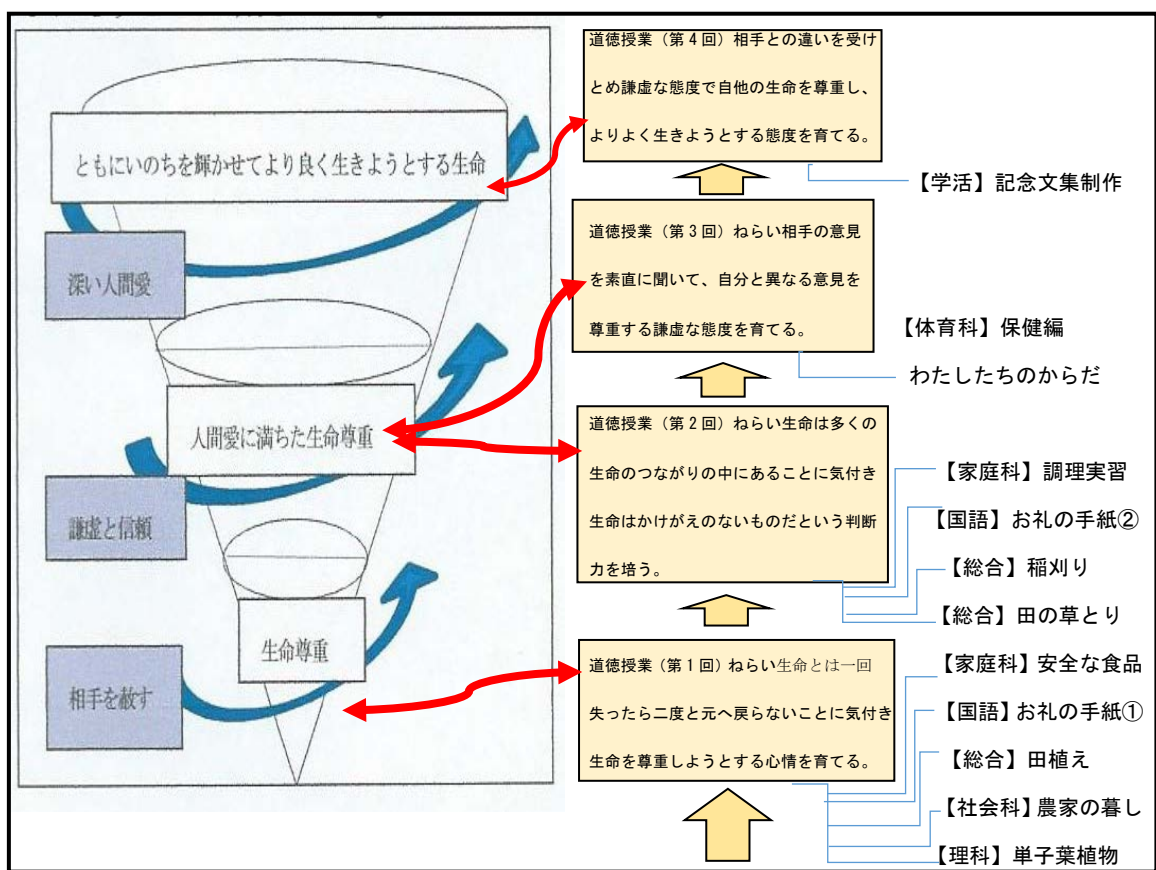 ともにいのちを輝かせてより良く生きようとする生命
深い人間愛
人間愛に満ちた生命尊重
謙虚と信頼
生命尊重
相手を赦す
道徳授業（第４回）相手との違いを受け
とめ謙虚な態度で自他の生命を尊重し、
よりよく生きようとする態度を育てる。
【学活】記念文集制作
道徳授業（第３回）ねらい相手の意見
を素直に聞いて、自分と異なる意見を
尊重する謙虚な態度を育てる。
【体育科】保健編
わたしたちのからだ
道徳授業（第２回）ねらい生命は多くの
生命のつながりの中にあることに気付き
生命はかけがえのないものだという判断
力を培う。
【家庭科】調理実習
【国語】お礼の手紙②
【総合】稲刈り
【総合】田の草とり
道徳授業（第１回）ねらい生命とは一回
失ったら二度と元へ戻らないことに気付き
生命を尊重しようとする心情を育てる。
【家庭科】安全な食品
【国語】お礼の手紙①
【総合】田植え
【社会科】農家の暮し
【理科】単子葉植物